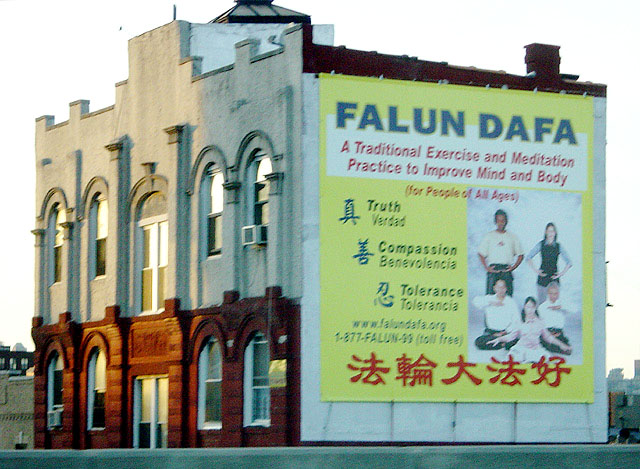 FALUN DAFA
A Traditional Exercise and Meditation
Practice to Improve Mind and Body
(for People of All Ages)
真 Truth
Verdad
善 Compassion
Benevolencia
忍 Tolerance
Tolerancia
www.falundafa.org
1-877-FALUN-99 (toll free)
法輪大法好